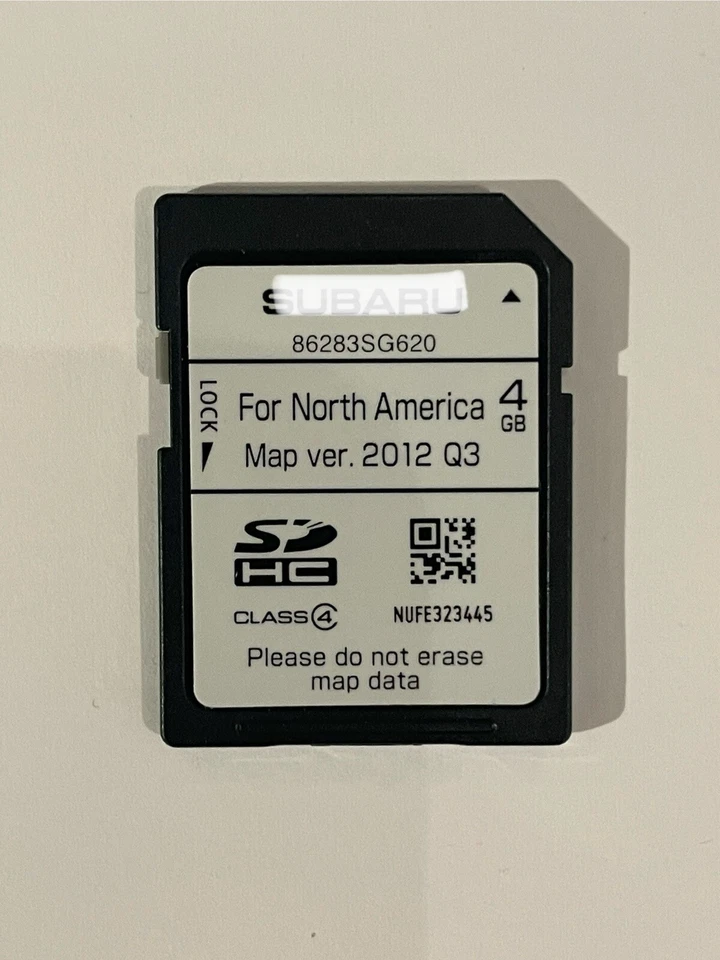 SUBARU
86283SG620
LOCK
For North America
4
GB
Map ver. 2012 Q3
SD
HC
CLASS 4
NUFE323445
Please do not erase
map data